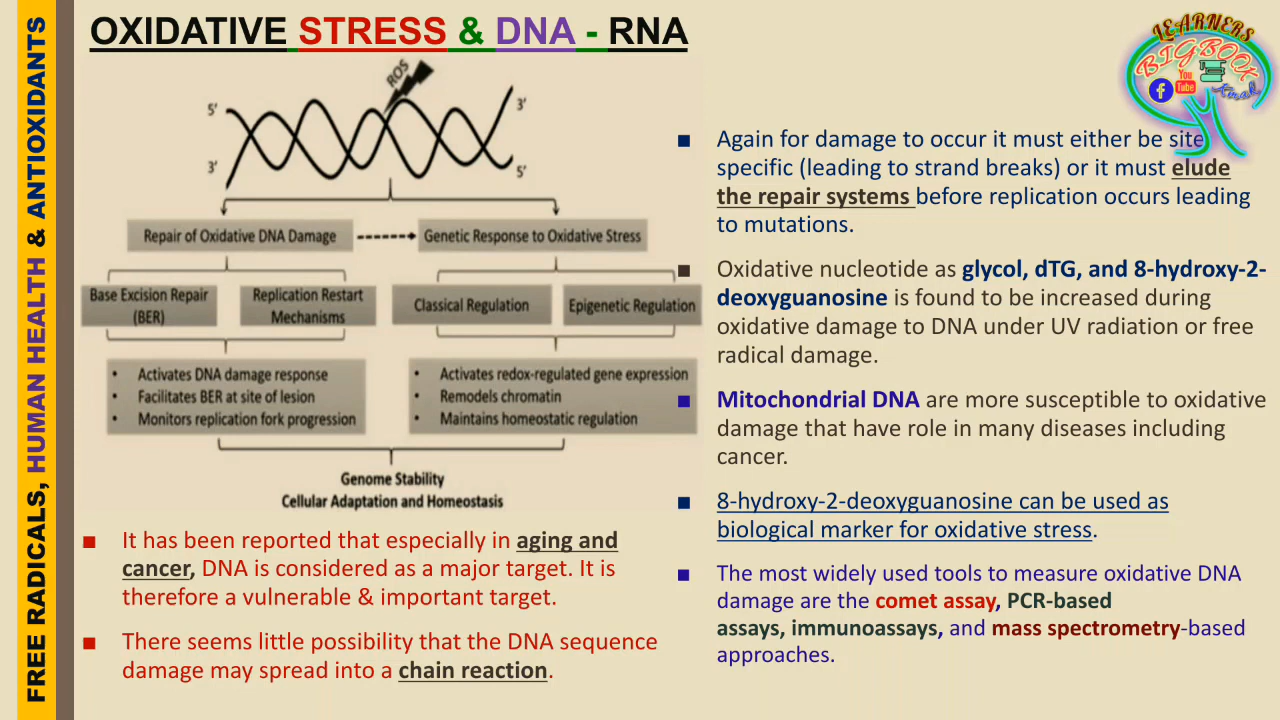 FREE RADICALS, HUMAN HEALTH & ANTIOXIDANTS
OXIDATIVE STRESS & DNA - RNA
LEARNERS
BIGBOOK
You
Tube
f
ROS
5'
3'
3'
5'
Repair of Oxidative DNA Damage
Genetic Response to Oxidative Stress
Base Excision Repair
(BER)
Replication Restart
Mechanisms
Classical Regulation
Epigenetic Regulation
• Activates DNA damage response
• Facilitates BER at site of lesion
• Monitors replication fork progression
• Activates redox-regulated gene expression
• Remodels chromatin
• Maintains homeostatic regulation
Genome Stability
Cellular Adaptation and Homeostasis
■ It has been reported that especially in aging and
cancer, DNA is considered as a major target. It is
therefore a vulnerable & important target.
■ There seems little possibility that the DNA sequence
damage may spread into a chain reaction.
■ Again for damage to occur it must either be site
specific (leading to strand breaks) or it must elude
the repair systems before replication occurs leading
to mutations.
■ Oxidative nucleotide as glycol, dTG, and 8-hydroxy-2-
deoxyguanosine is found to be increased during
oxidative damage to DNA under UV radiation or free
radical damage.
■ Mitochondrial DNA are more susceptible to oxidative
damage that have role in many diseases including
cancer.
■ 8-hydroxy-2-deoxyguanosine can be used as
biological marker for oxidative stress.
■ The most widely used tools to measure oxidative DNA
damage are the comet assay, PCR-based
assays, immunoassays, and mass spectrometry-based
approaches.